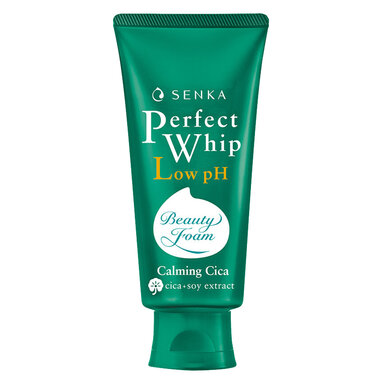 SENKA
Perfect
Whip
Low pH
Beauty
Foam
Calming Cica
cica+soy extract